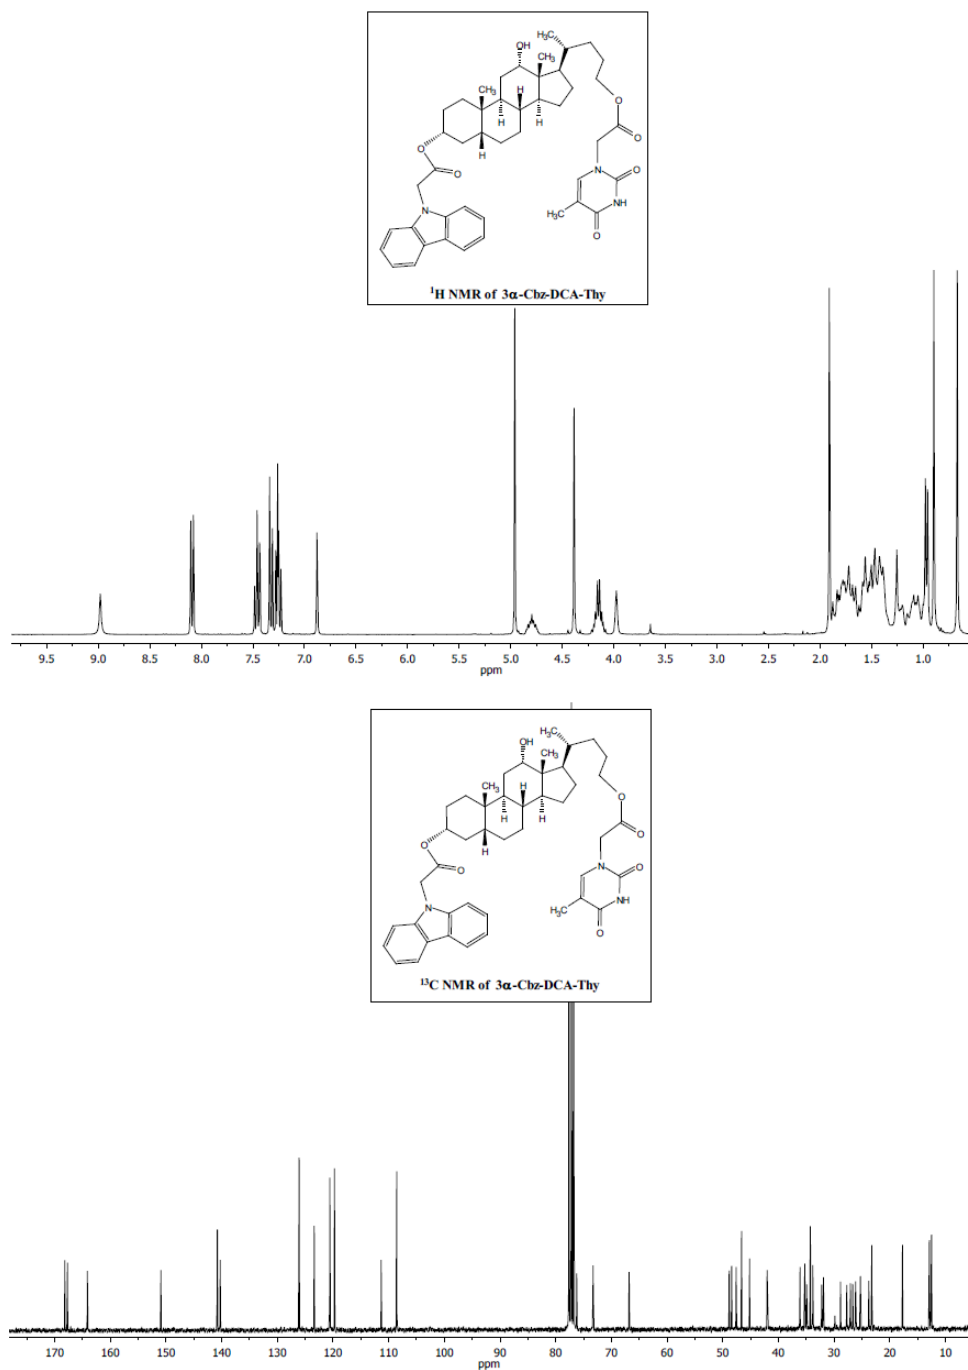 OH
H₃C
CH₃
CH₃
H
H
H
H
O
O
O
O
N
O
N
NH
H₃C
O
¹H NMR of 3α-Cbz-DCA-Thy
9.5 9.0 8.5 8.0 7.5 7.0 6.5 6.0 5.5 5.0 4.5 4.0 3.5 3.0 2.5 2.0 1.5 1.0
ppm
H₃C
OH
CH₃
CH₃
H
H
H
H
O
O
O
O
N
O
N
NH
H₃C
O
¹³C NMR of 3α-Cbz-DCA-Thy
170 160 150 140 130 120 110 100 90 80 70 60 50 40 30 20 10
ppm